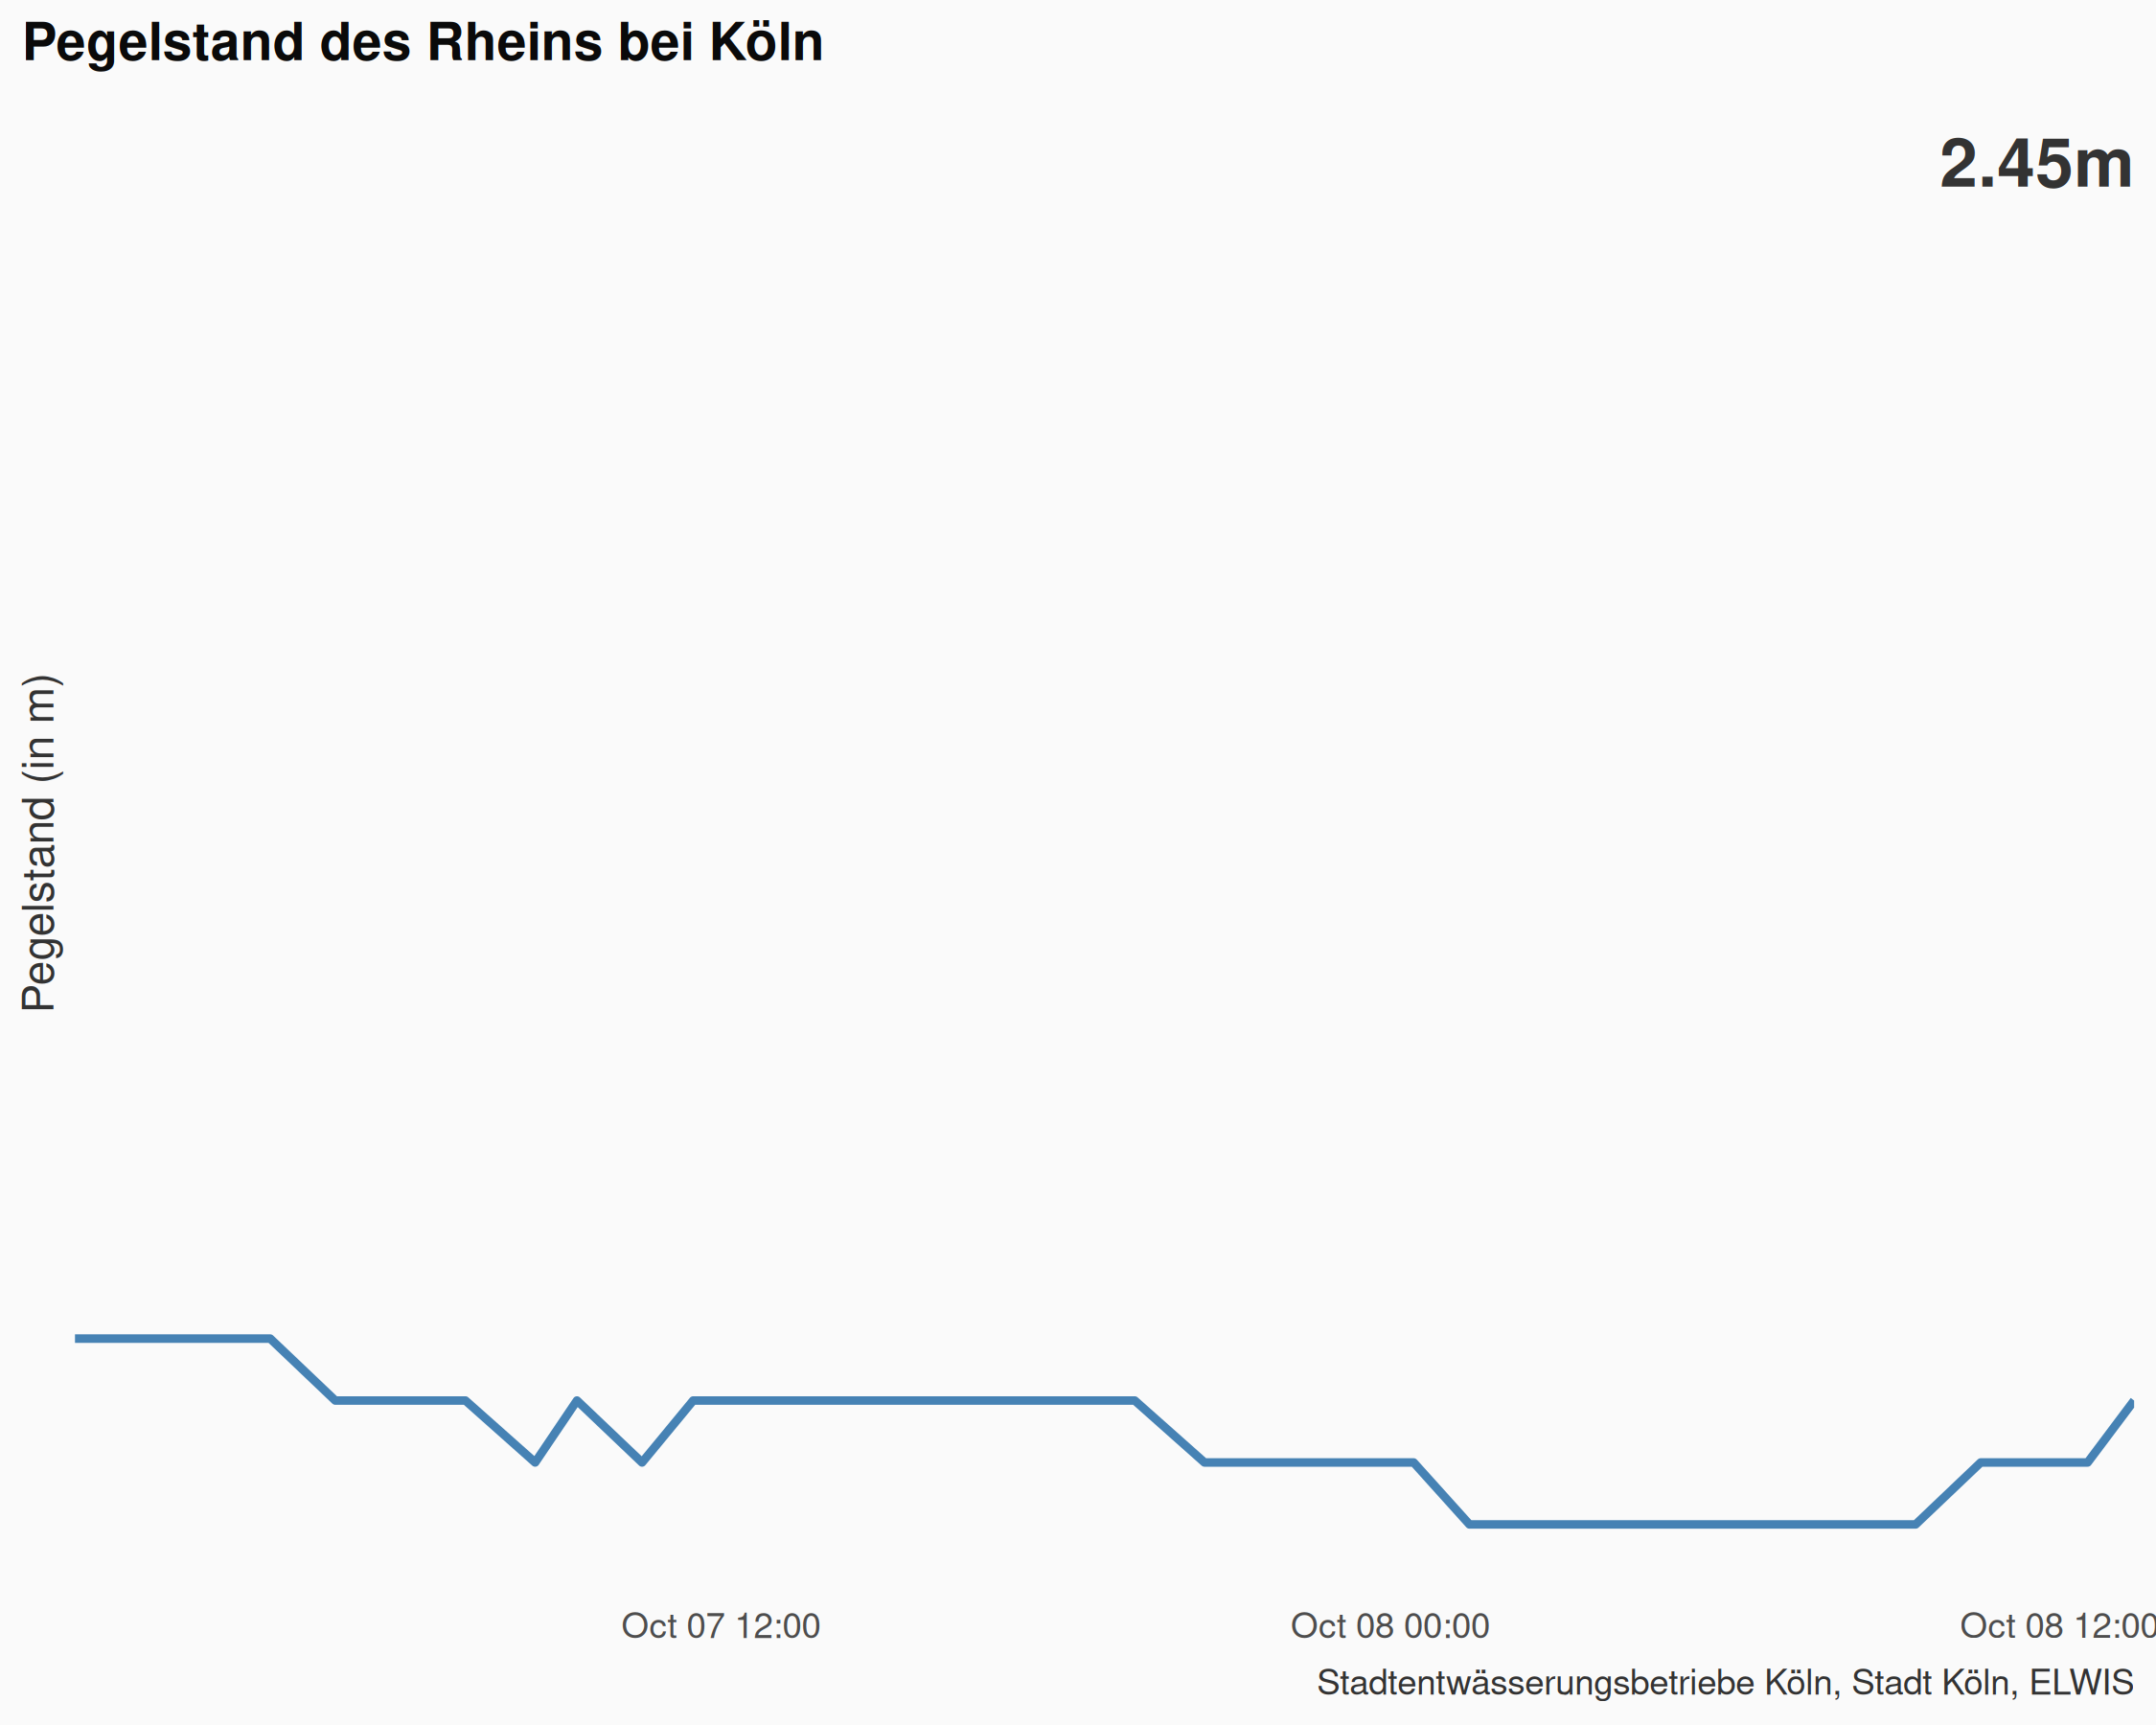 Pegelstand des Rheins bei Köln
2.45m
Pegelstand (in m)
Oct 07 12:00
Oct 08 00:00
Oct 08 12:00
Stadtentwässerungsbetriebe Köln, Stadt Köln, ELWIS